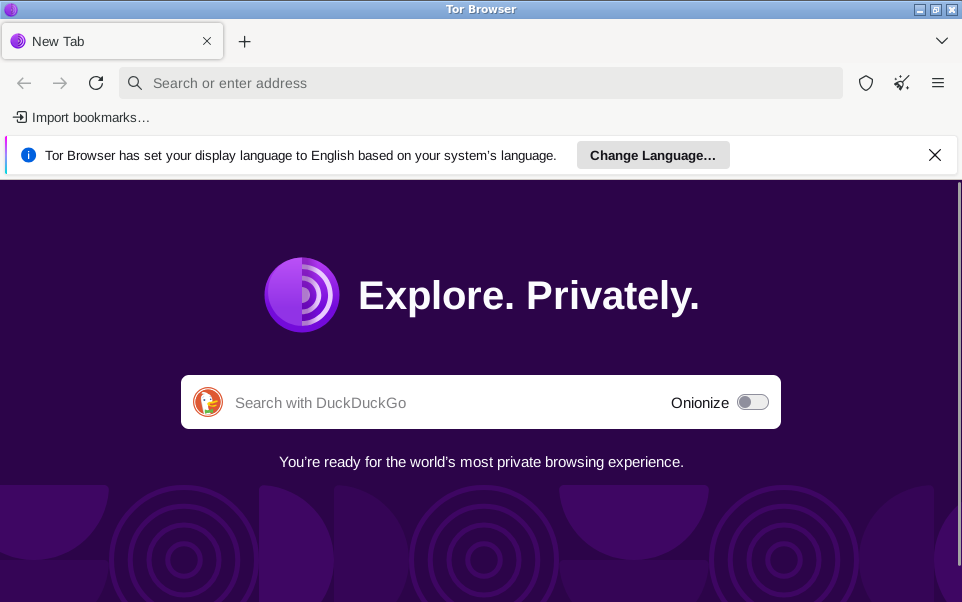 Tor Browser
New Tab
Search or enter address
Import bookmarks…
Tor Browser has set your display language to English based on your system’s language.
Change Language…
Explore. Privately.
Search with DuckDuckGo
Onionize
You’re ready for the world’s most private browsing experience.